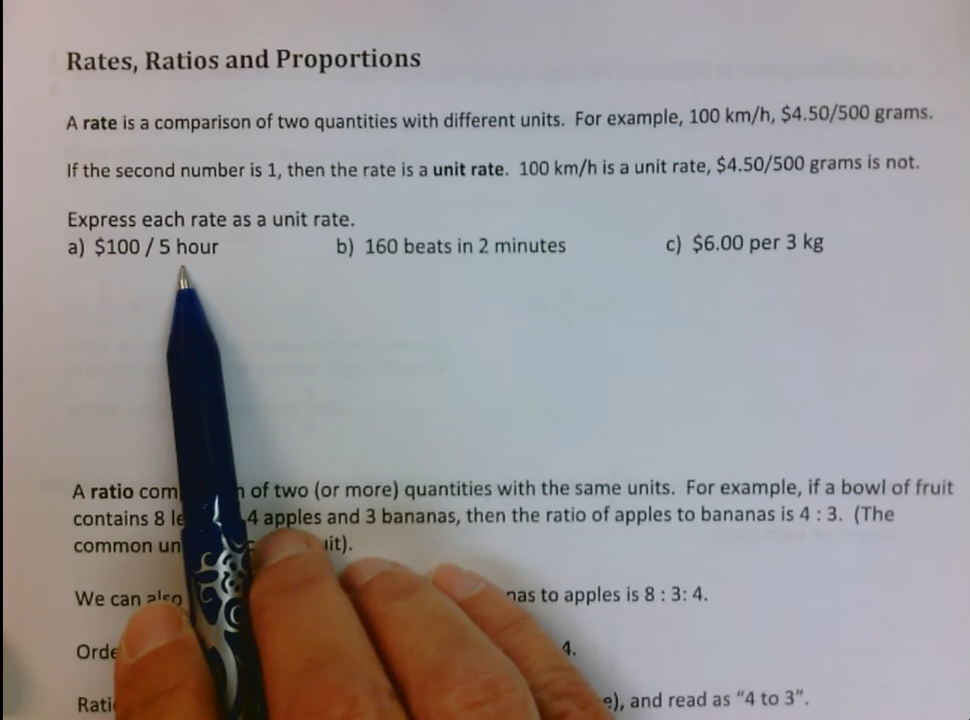 Rates, Ratios and Proportions
A rate is a comparison of two quantities with different units. For example, 100 km/h, $4.50/500 grams.
If the second number is 1, then the rate is a unit rate. 100 km/h is a unit rate, $4.50/500 grams is not.
Express each rate as a unit rate.
a) $100 / 5 hour b) 160 beats in 2 minutes c) $6.00 per 3 kg
A ratio of two (or more) quantities with the same units. For example, if a bowl of fruit
contains 8 4 apples and 3 bananas, then the ratio of apples to bananas is 4 : 3. (The
common
We can also to apples is 8 : 3: 4.
4.
and read as “4 to 3”.